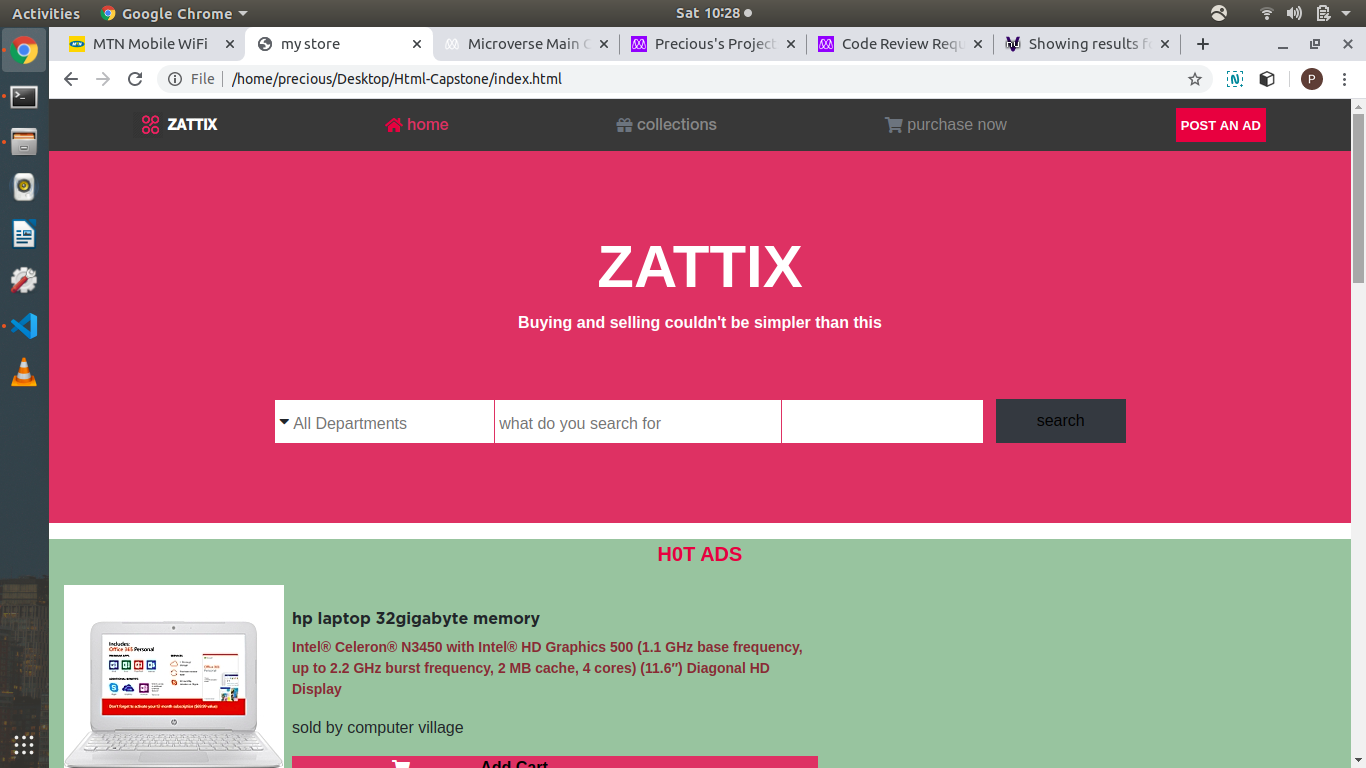 Activities
Google Chrome
Sat 10:28
MTN Mobile WiFi
my store
Microverse Main C
Precious's Project
Code Review Requ
Showing results fo
File
/home/precious/Desktop/Html-Capstone/index.html
P
ZATTIX
home
collections
purchase now
POST AN AD
ZATTIX
Buying and selling couldn't be simpler than this
All Departments
what do you search for
search
H0T ADS
hp laptop 32gigabyte memory
Intel® Celeron® N3450 with Intel® HD Graphics 500 (1.1 GHz base frequency,
up to 2.2 GHz burst frequency, 2 MB cache, 4 cores) (11.6″) Diagonal HD
Display
sold by computer village
Add Cart
Includes:
Office 365 Personal